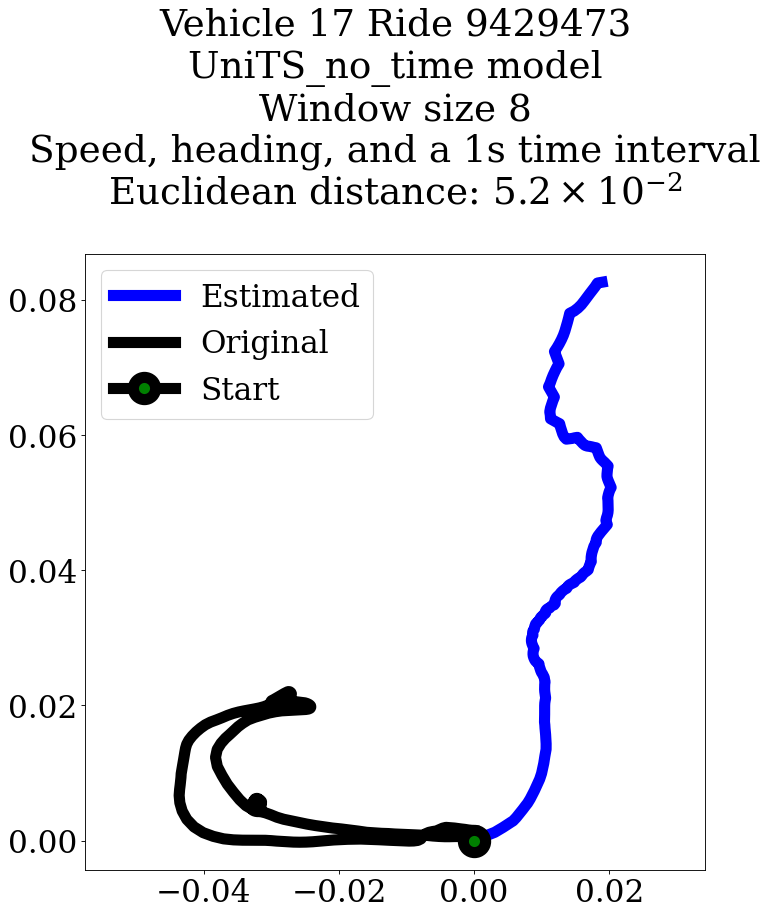 Vehicle 17 Ride 9429473
UniTS_no_time model
Window size 8
Speed, heading, and a 1s time interval
Euclidean distance: 5.2 × 10⁻²
Estimated
Original
Start
0.08
0.06
0.04
0.02
0.00
−0.04
−0.02
0.00
0.02